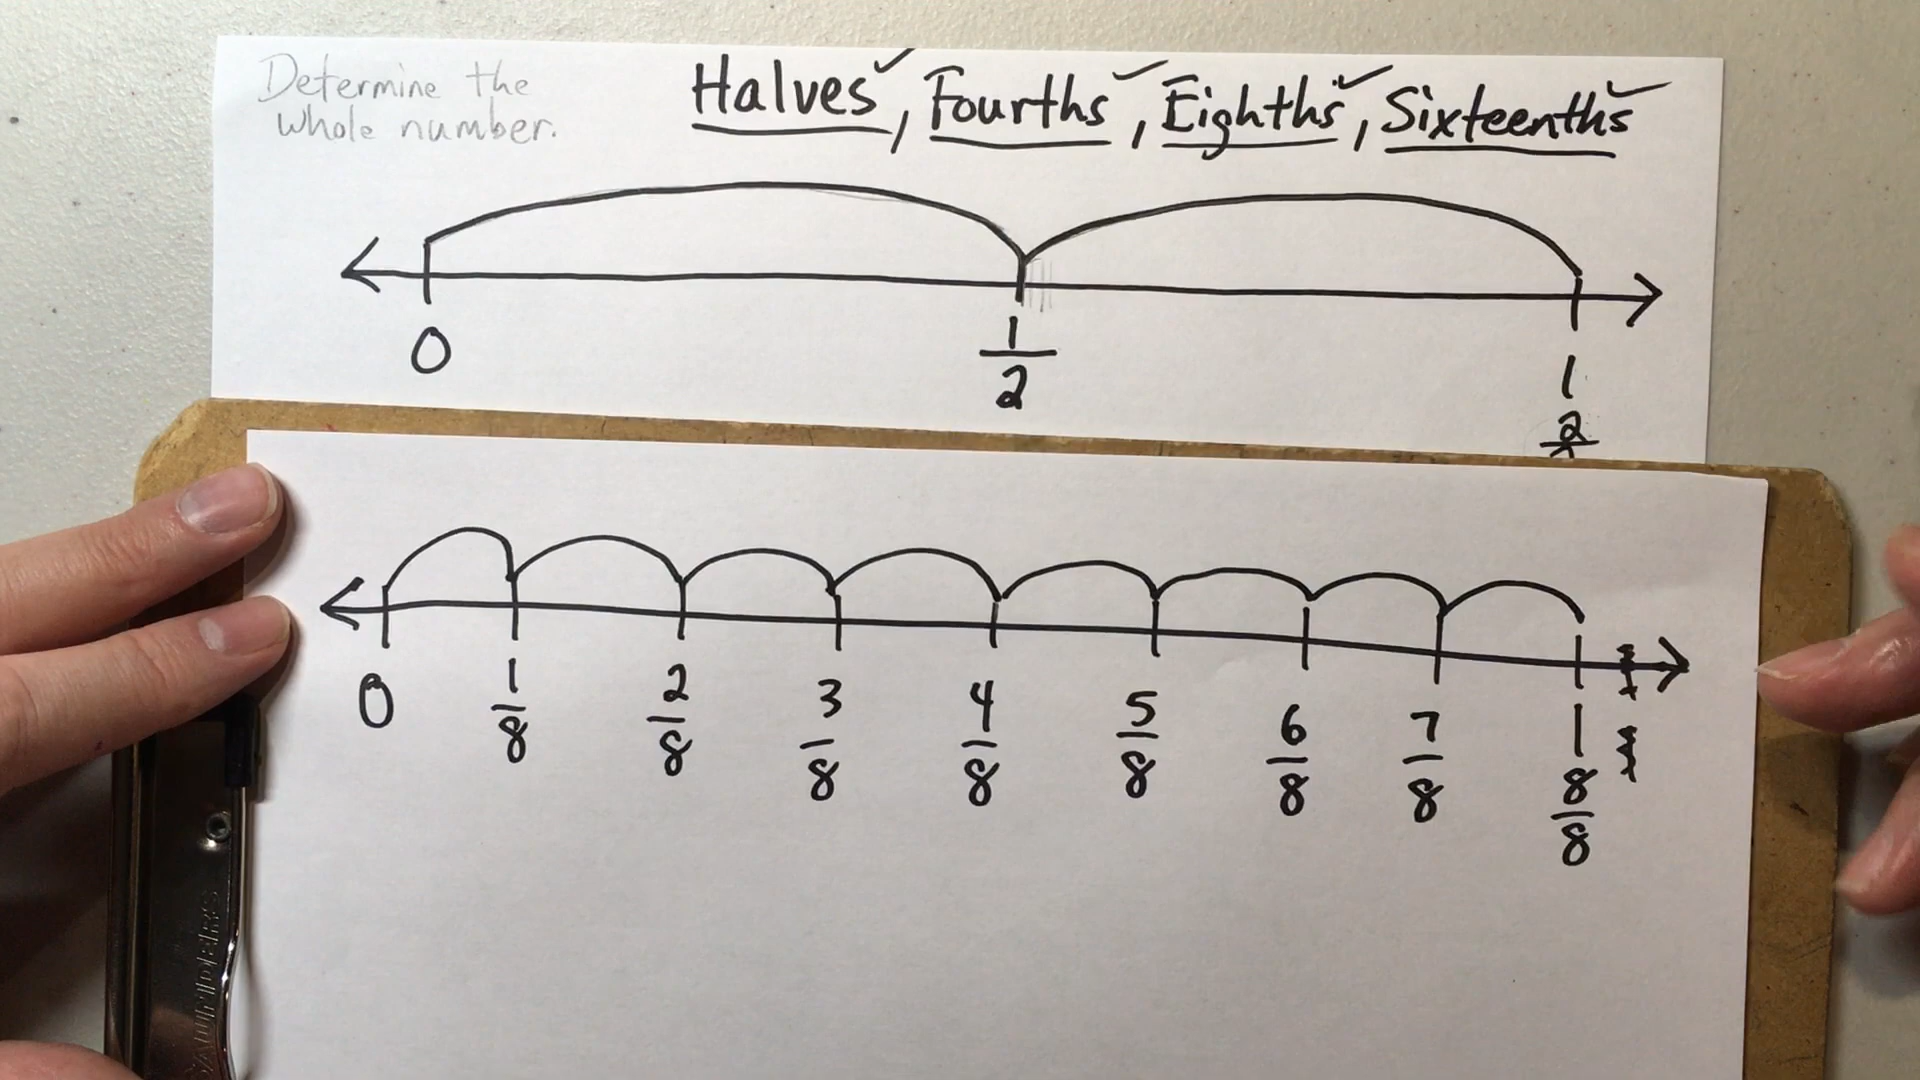 Determine the
whole number.
Halves, Fourths, Eighths, Sixteenths
0 1/2 1
2
0 1/8 2/8 3/8 4/8 5/8 6/8 7/8 1
8/8
SAUNDERS